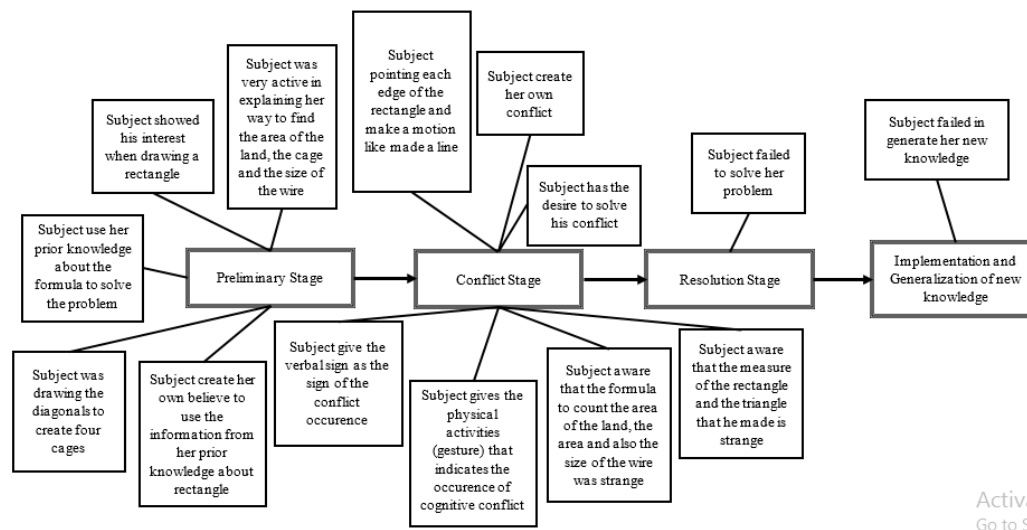 Subject showed
his interest
when drawing a
rectangle
Subject was
very active in
explaining her
way to find
the area of the
land, the cage
and the size of
the wire
Subject
pointing each
edge of the
rectangle and
make a motion
like made a line
Subject create
her own
conflict
Subject has the
desire to solve
his conflict
Subject failed
to solve her
problem
Subject failed in
generate her new
knowledge
Subject use her
prior knowledge
about the
formula to solve
the problem
Preliminary Stage
Conflict Stage
Resolution Stage
Implementation and
Generalization of new
knowledge
Subject was
drawing the
diagonals to
create four
cages
Subject create her
own believe to
use the
information from
her prior
knowledge about
rectangle
Subject give the
verbal sign as the
sign of the
conflict
occurence
Subject gives the
physical activities
(gesture) that
indicates the
occurence of
cognitive conflict
Subject aware
that the formula
to count the area
of the land, the
area and also the
size of the wire
was strange
Subject aware
that the measure
of the rectangle
and the triangle
that he made is
strange
Activ
Go to S